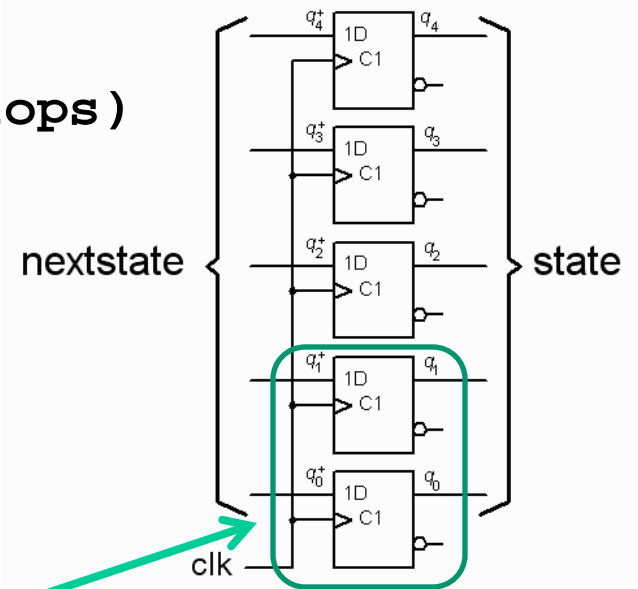 q₄⁺ q₄
1D
C1
ops)
q₃⁺ q₃
1D
C1
nextstate q₂⁺ q₂ state
1D
C1
q₁⁺ q₁
1D
C1
q₀⁺ q₀
1D
C1
clk